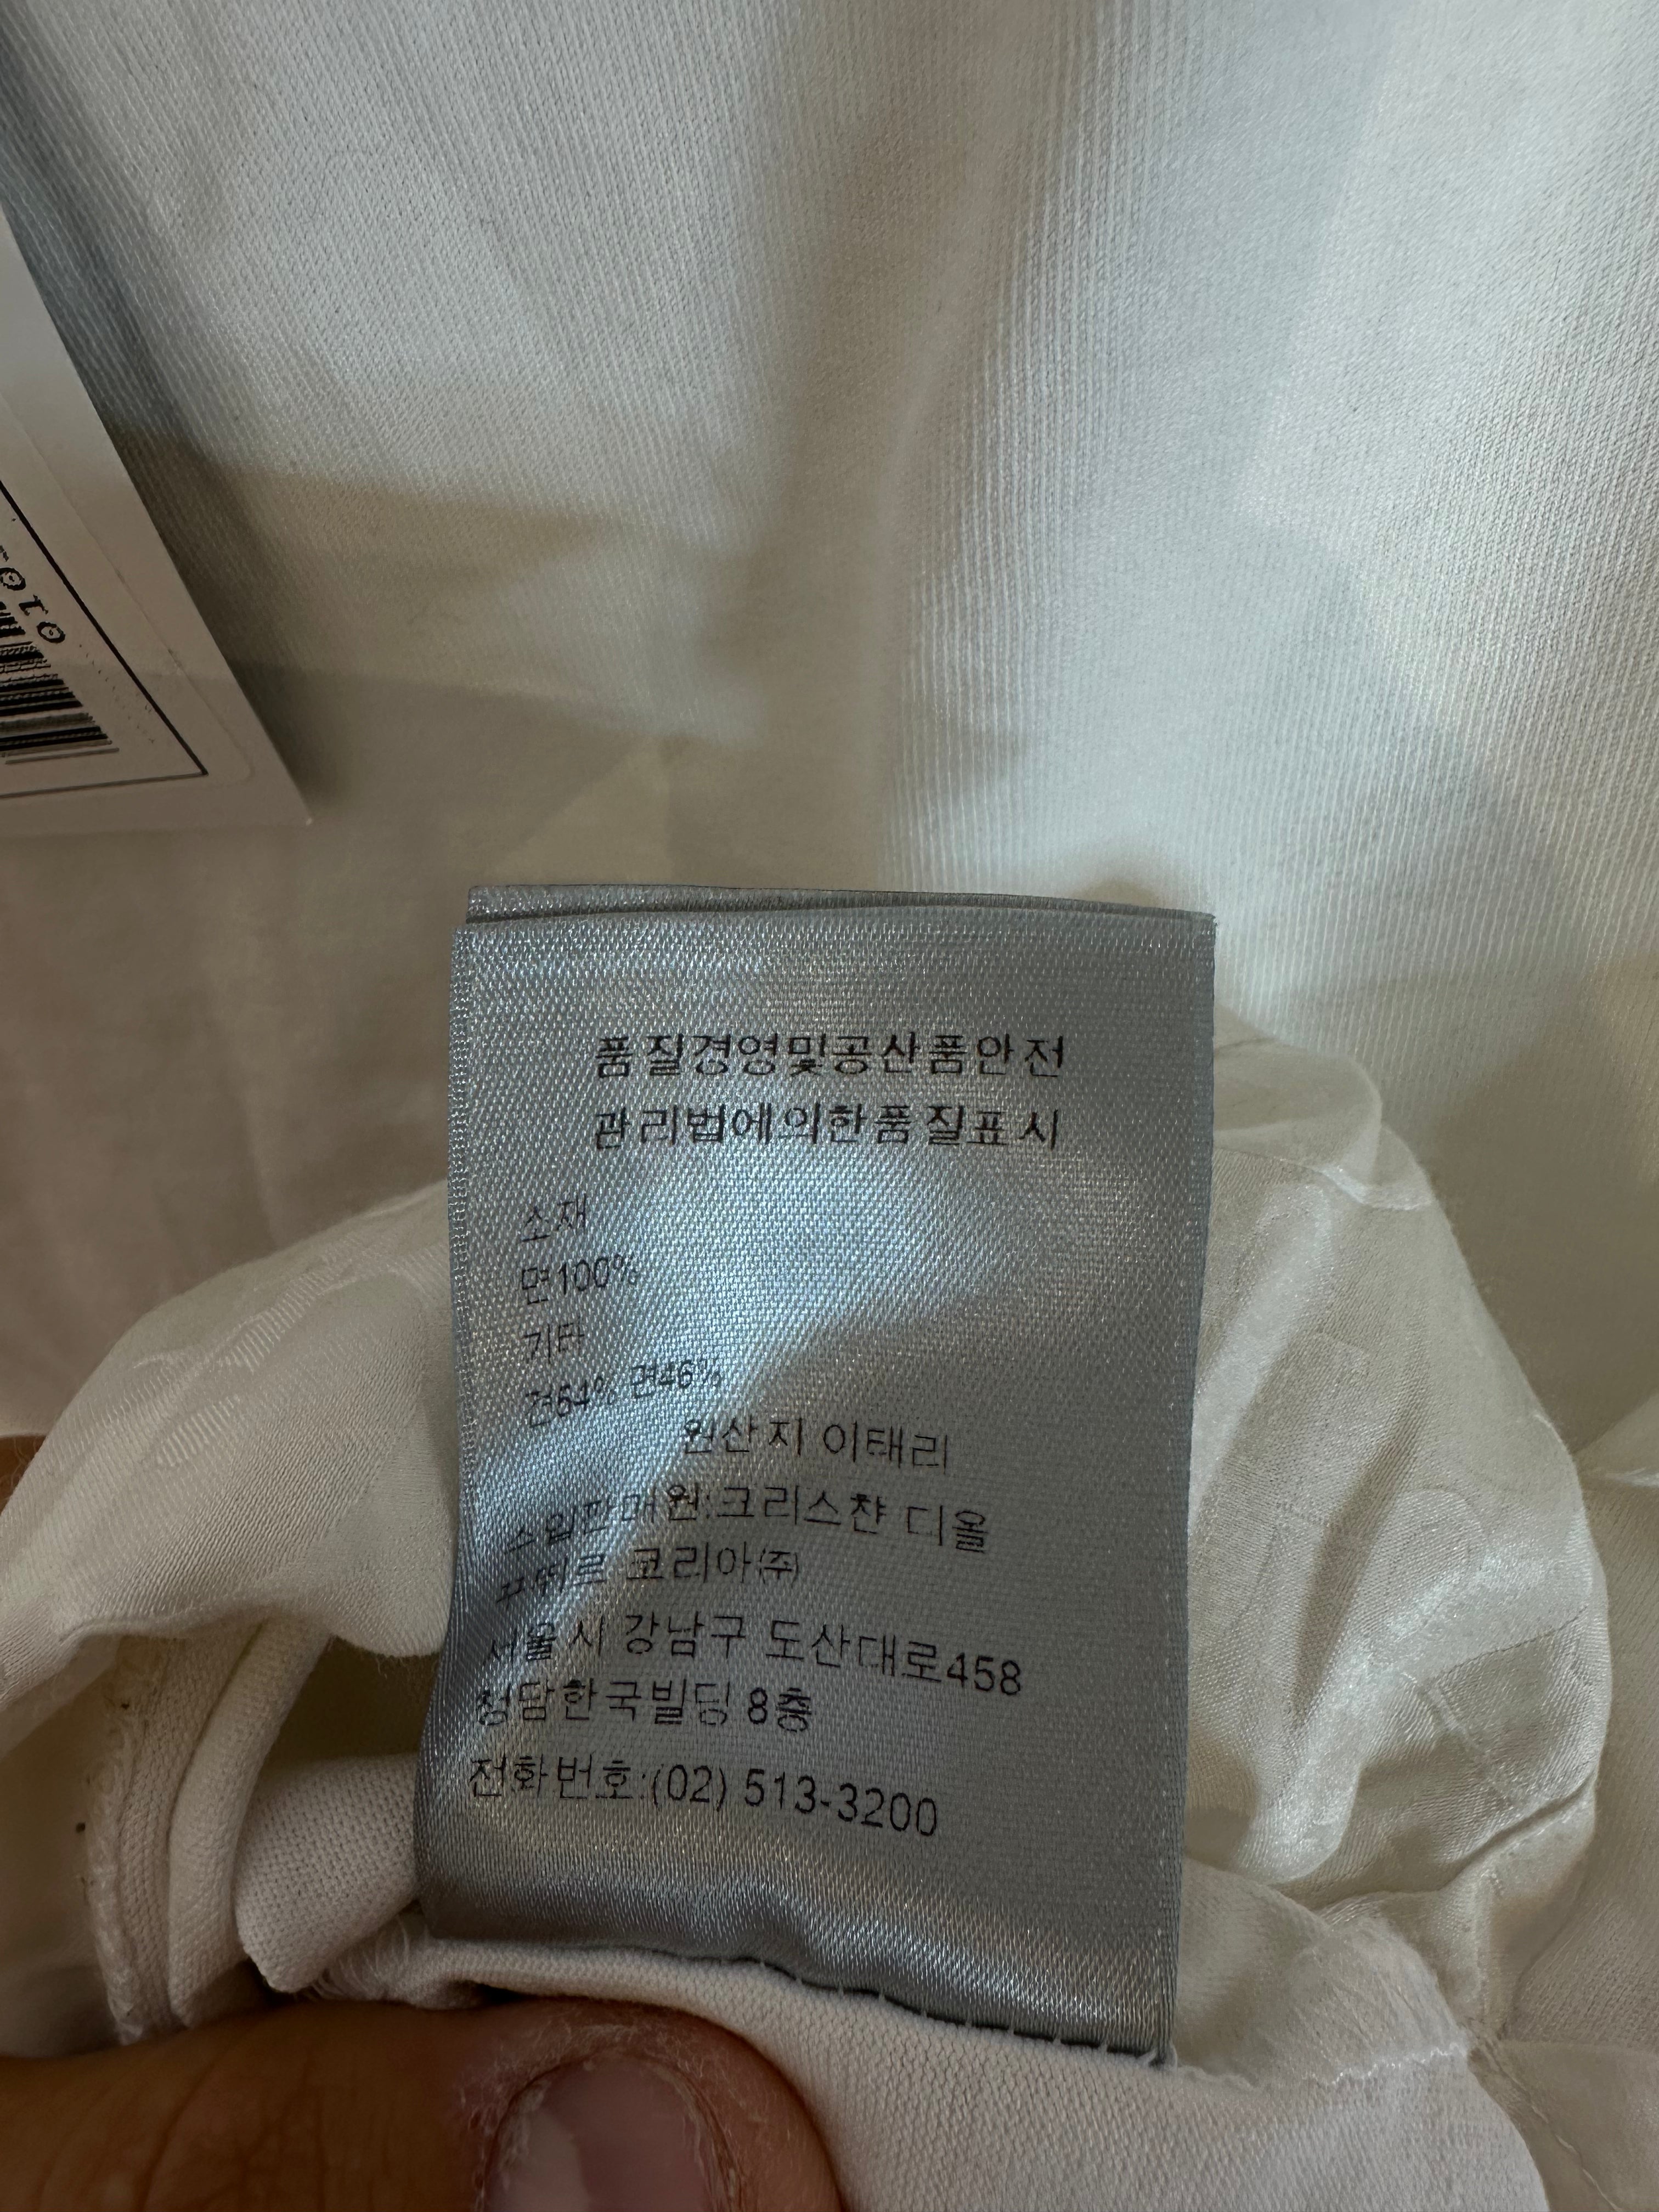 품질경영및공산품안전
관리법에의한품질표시
소재
면100%
기타
견64% 면46%
원산지 이태리
수입판매원:크리스챤 디올
꾸뛰르 코리아(주)
서울시 강남구 도산대로458
청담한국빌딩 8층
전화번호:(02) 513-3200